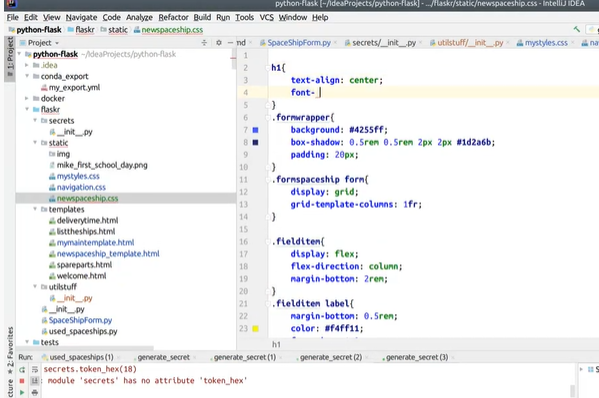 python-flask [~/IdeaProjects/python-flask] - .../flaskr/static/newspaceship.css - IntelliJ IDEA
File Edit View Navigate Code Analyze Refactor Build Run Tools VCS Window Help
python-flask flaskr static newspaceship.css
Project
md SpaceShipForm.py secrets/__init__.py utilstuff/__init__.py mystyles.css na
1: Project
python-flask ~/IdeaProjects/python-flask
.idea
conda_export
my_export.yml
docker
flaskr
secrets
__init__.py
static
img
mike_first_school_day.png
mystyles.css
navigation.css
newspaceship.css
templates
deliverytime.html
listtheships.html
mymaintemplate.html
newspaceship_template.html
spareparts.html
welcome.html
utilstuff
__init__.py
__init__.py
SpaceShipForm.py
used_spaceships.py
tests
2: Favorites
cture
1
2 h1{
3 text-align: center;
4 font-_
5 }
6 .formwrapper{
7 background: #4255ff;
8 box-shadow: 0.5rem 0.5rem 2px 2px #1d2a6b;
9 padding: 20px;
10 }
11 .formspaceship form{
12 display: grid;
13 grid-template-columns: 1fr;
14 }
15
16 .fielditem{
17 display: flex;
18 flex-direction: column;
19 margin-bottom: 2rem;
20 }
21 .fielditem label{
22 margin-bottom: 0.5rem;
23 color: #f4ff11;
h1
Run: used_spaceships (1) generate_secret generate_secret (1) generate_secret (2) generate_secret (3)
secrets.token_hex(18)
: module 'secrets' has no attribute 'token_hex'